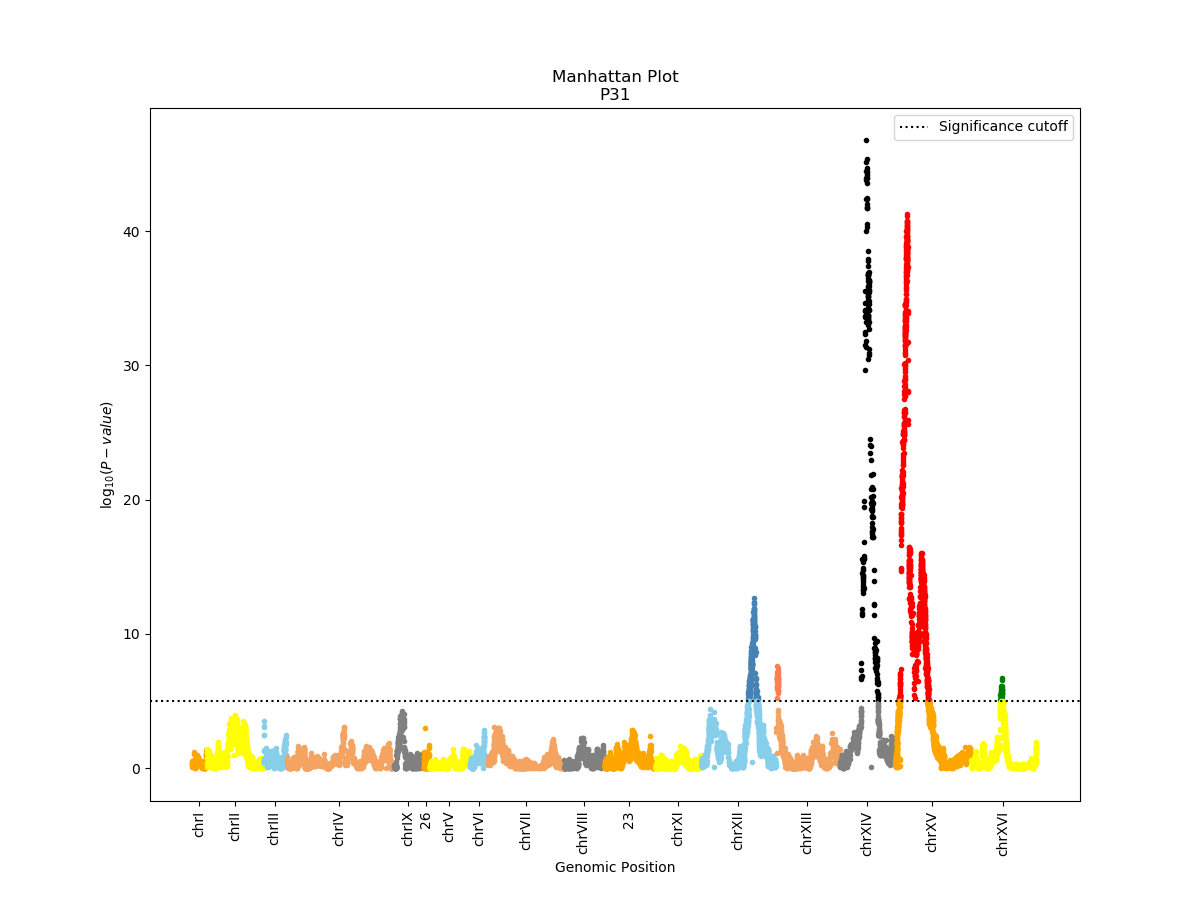 Manhattan Plot
P31
Significance cutoff
log10(P − value)
40
30
20
10
0
chrI
chrII
chrIII
chrIV
chrIX
26
chrV
chrVI
chrVII
chrVIII
23
chrXI
chrXII
chrXIII
chrXIV
chrXV
chrXVI
Genomic Position